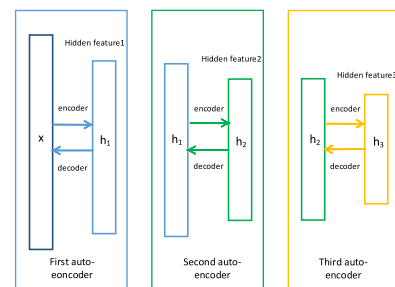 Hidden feature1
encoder
x
h1
decoder
First auto-
eoncoder
Hidden feature2
encoder
h1
h2
decoder
Second auto-
encoder
Hidden feature3
encoder
h2
h3
decoder
Third auto-
encoder